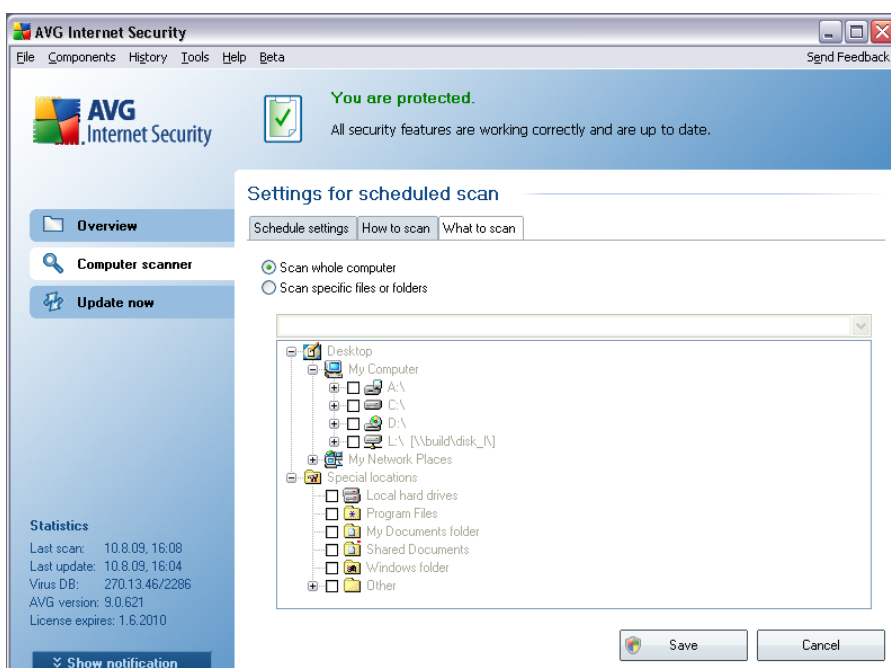 AVG Internet Security
File Components History Tools Help Beta Send Feedback
AVG
Internet Security
You are protected.
All security features are working correctly and are up to date.
Settings for scheduled scan
Overview
Computer scanner
Update now
Schedule settings How to scan What to scan
Scan whole computer
Scan specific files or folders
Desktop
My Computer
A:\
C:\
D:\
L:\ [\\build\disk_l\]
My Network Places
Special locations
Local hard drives
Program Files
My Documents folder
Shared Documents
Windows folder
Other
Statistics
Last scan: 10.8.09, 16:08
Last update: 10.8.09, 16:04
Virus DB: 270.13.46/2286
AVG version: 9.0.621
License expires: 1.6.2010
Show notification
Save Cancel